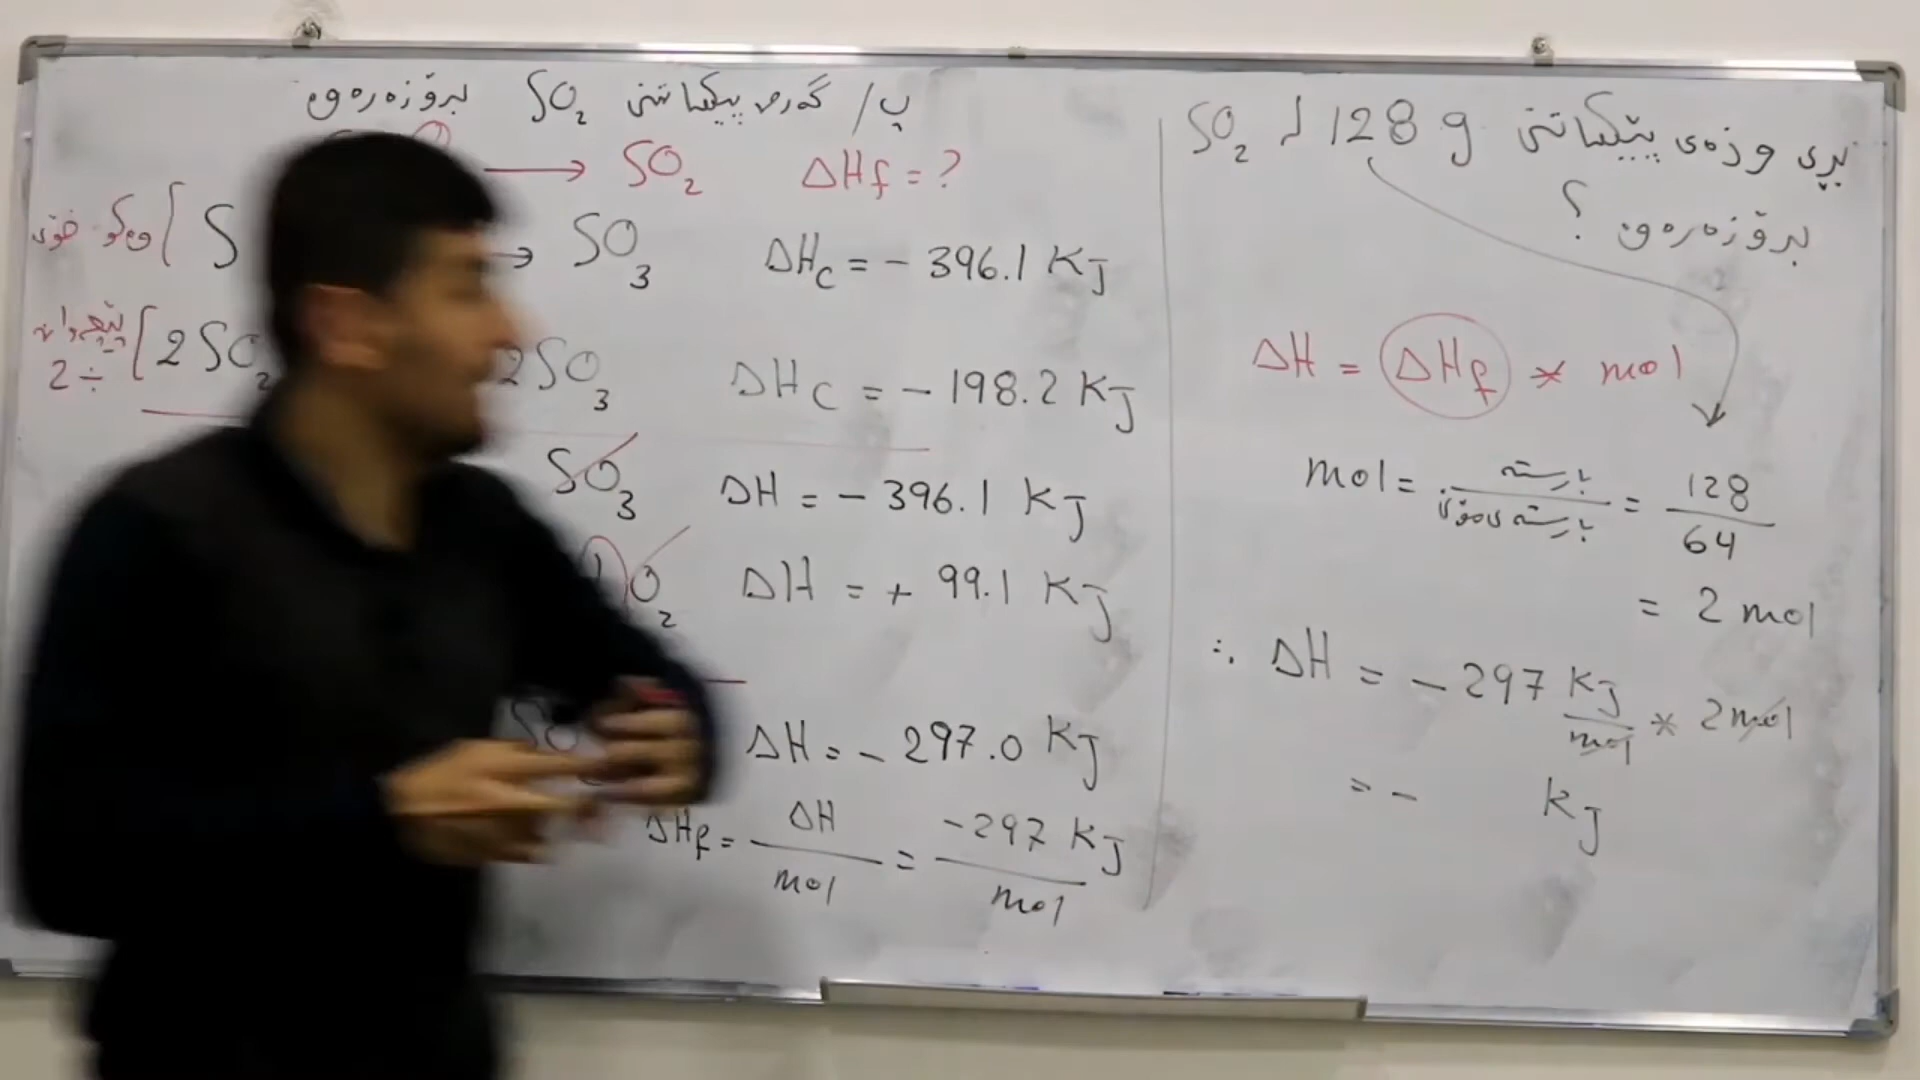 پ/ گەرمی پێکهاتنی SO₂ بدۆزەرەوە
→ SO₂ ΔHf = ?
وەکو خۆی [ S → SO₃ ΔHc = - 396.1 KJ
پێچەوانە ÷ 2 [ 2SO₂ 2SO₃ ΔHc = - 198.2 KJ
SO₃ ΔH = - 396.1 KJ
O₂ ΔH = + 99.1 KJ
SO ΔH = - 297.0 KJ
ΔHf = ΔH / mol = -297 KJ / mol
بڕی وزەی پێکهاتنی 128 g لـ SO₂
بدۆزەرەوە ؟
ΔH = ΔHf * mol
mol = بارستە / بارستەی مۆڵی = 128 / 64
= 2 mol
∴ ΔH = - 297 KJ/mol * 2 mol
= - KJ